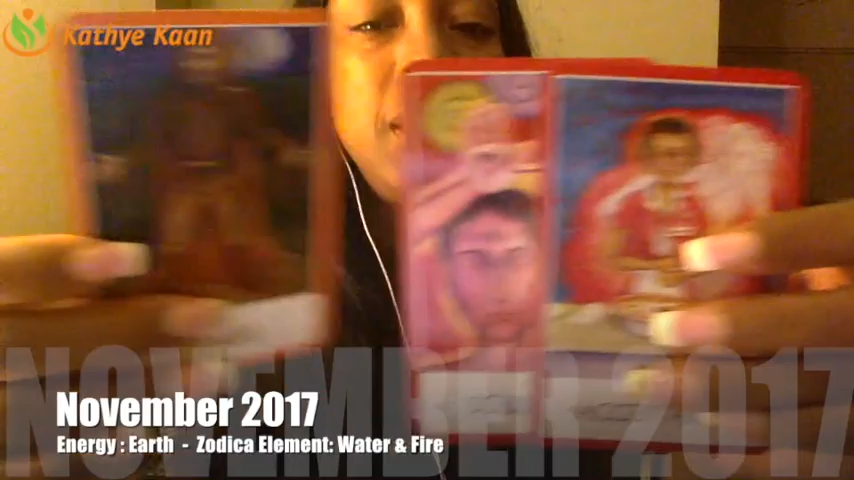 Kathye Kaan
NOVEMBER 2017
November 2017
Energy : Earth - Zodica Element: Water & Fire